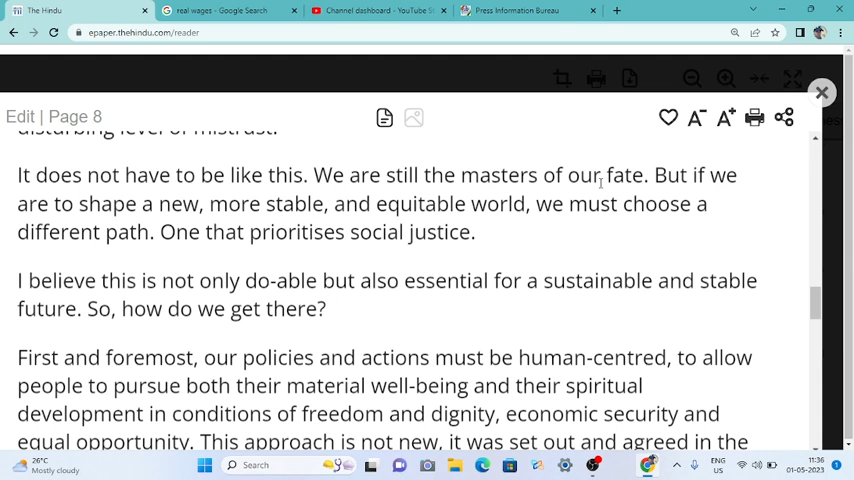 The Hindu
real wages - Google Search
Channel dashboard - YouTube St
Press Information Bureau
epaper.thehindu.com/reader
Edit | Page 8
A- A+
disturbing level of mistrust.
It does not have to be like this. We are still the masters of our fate. But if we
are to shape a new, more stable, and equitable world, we must choose a
different path. One that prioritises social justice.
I believe this is not only do-able but also essential for a sustainable and stable
future. So, how do we get there?
First and foremost, our policies and actions must be human-centred, to allow
people to pursue both their material well-being and their spiritual
development in conditions of freedom and dignity, economic security and
equal opportunity. This approach is not new, it was set out and agreed in the
26°C
Mostly cloudy
Search
ENG
US
11:36
01-05-2023